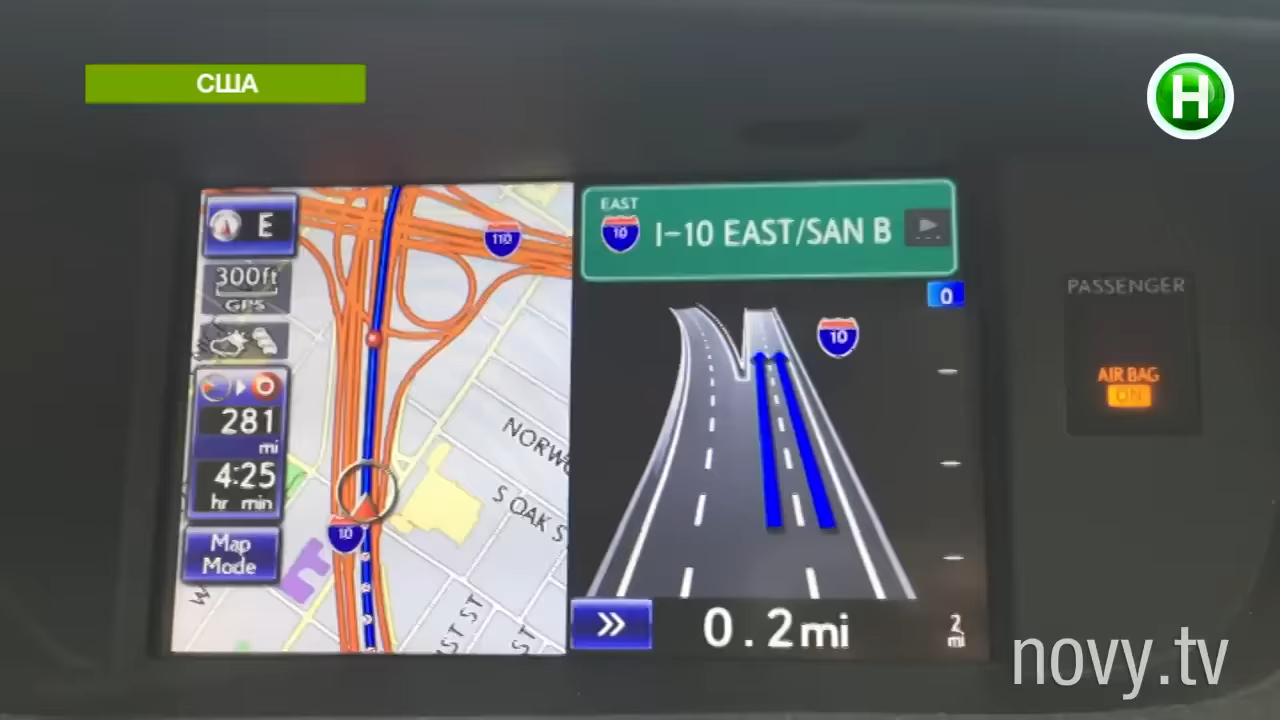 США
H
E
300ft
GPS
281
mi
4:25
hr min
Map
Mode
110
10
NORW
S OAK S
ST
EAST
10
I-10 EAST/SAN B
0
10
0.2mi
2
mi
PASSENGER
AIR BAG
ON
novy.tv